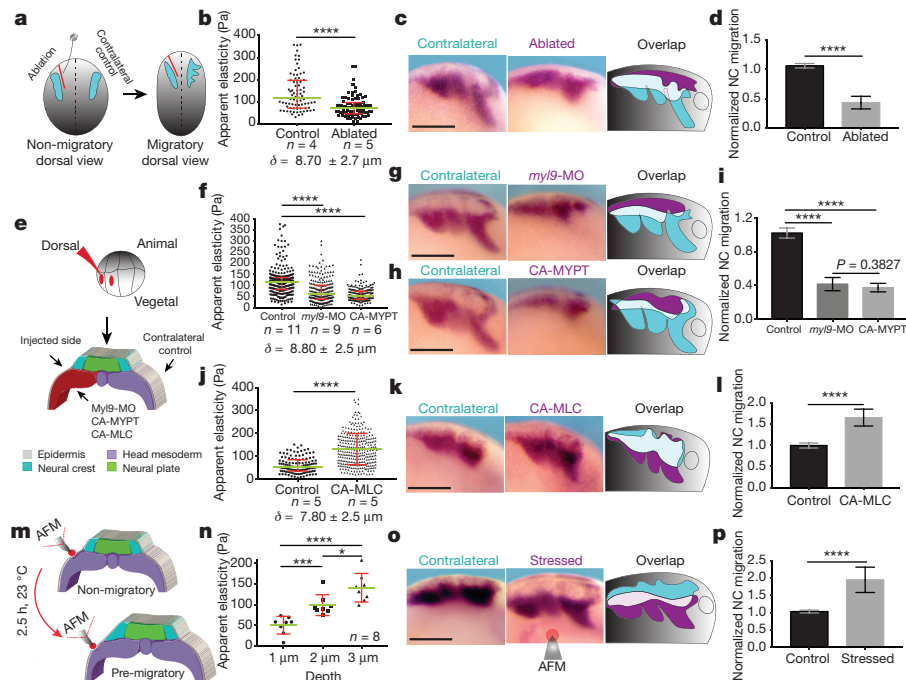 a
Ablation
Contralateral
control
Non-migratory
dorsal view
Migratory
dorsal view
b
Apparent elasticity (Pa)
400
350
300
250
200
150
100
50
0
****
Control
n = 4
Ablated
n = 5
δ = 8.70 ± 2.7 μm
c
Contralateral
Ablated
Overlap
d
Normalized NC migration
1.5
1.0
0.5
0
****
Control
Ablated
e
Dorsal
Animal
Vegetal
Injected side
Contralateral
control
Myl9-MO
CA-MYPT
CA-MLC
Epidermis
Head mesoderm
Neural crest
Neural plate
f
Apparent elasticity (Pa)
400
350
300
250
200
150
100
50
0
****
****
Control
myl9-MO
CA-MYPT
n = 11
n = 9
n = 6
δ = 8.80 ± 2.5 μm
g
Contralateral
myl9-MO
Overlap
h
Contralateral
CA-MYPT
Overlap
i
Normalized NC migration
1.2
0.8
0.4
0
****
****
P = 0.3827
Control
myl9-MO
CA-MYPT
j
Apparent elasticity (Pa)
400
350
300
250
200
150
100
50
0
****
Control
n = 5
CA-MLC
n = 5
δ = 7.80 ± 2.5 μm
k
Contralateral
CA-MLC
Overlap
l
Normalized NC migration
2.0
1.5
1.0
0.5
0
****
Control
CA-MLC
m
AFM
Non-migratory
2.5 h, 23 °C
AFM
Pre-migratory
n
Apparent elasticity (Pa)
250
200
150
100
50
0
****
***
*
n = 8
1 μm
2 μm
3 μm
Depth
o
Contralateral
Stressed
Overlap
AFM
p
Normalized NC migration
2.5
2.0
1.5
1.0
0.5
0
****
Control
Stressed